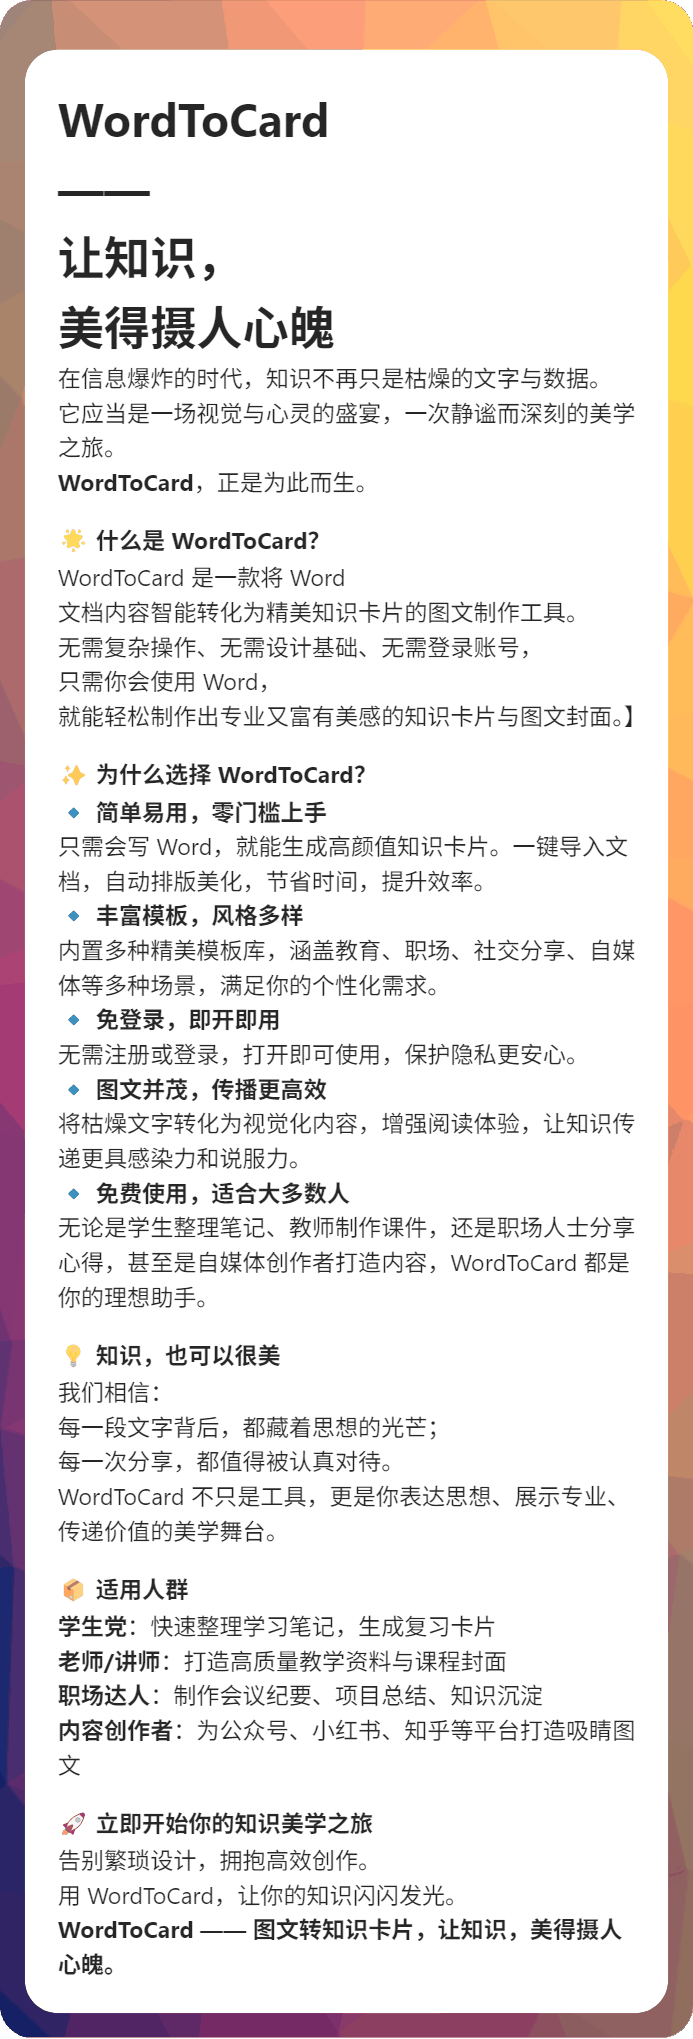 WordToCard
——
让知识，
美得摄人心魄
在信息爆炸的时代，知识不再只是枯燥的文字与数据。
它应当是一场视觉与心灵的盛宴，一次静谧而深刻的美学
之旅。
WordToCard，正是为此而生。
🌟 什么是 WordToCard？
WordToCard 是一款将 Word
文档内容智能转化为精美知识卡片的图文制作工具。
无需复杂操作、无需设计基础、无需登录账号，
只需你会使用 Word，
就能轻松制作出专业又富有美感的知识卡片与图文封面。】
✨ 为什么选择 WordToCard？
🔹 简单易用，零门槛上手
只需会写 Word，就能生成高颜值知识卡片。一键导入文
档，自动排版美化，节省时间，提升效率。
🔹 丰富模板，风格多样
内置多种精美模板库，涵盖教育、职场、社交分享、自媒
体等多种场景，满足你的个性化需求。
🔹 免登录，即开即用
无需注册或登录，打开即可使用，保护隐私更安心。
🔹 图文并茂，传播更高效
将枯燥文字转化为视觉化内容，增强阅读体验，让知识传
递更具感染力和说服力。
🔹 免费使用，适合大多数人
无论是学生整理笔记、教师制作课件，还是职场人士分享
心得，甚至是自媒体创作者打造内容，WordToCard 都是
你的理想助手。
💡 知识，也可以很美
我们相信：
每一段文字背后，都藏着思想的光芒；
每一次分享，都值得被认真对待。
WordToCard 不只是工具，更是你表达思想、展示专业、
传递价值的美学舞台。
📦 适用人群
学生党：快速整理学习笔记，生成复习卡片
老师/讲师：打造高质量教学资料与课程封面
职场达人：制作会议纪要、项目总结、知识沉淀
内容创作者：为公众号、小红书、知乎等平台打造吸睛图
文
🚀 立即开始你的知识美学之旅
告别繁琐设计，拥抱高效创作。
用 WordToCard，让你的知识闪闪发光。
WordToCard —— 图文转知识卡片，让知识，美得摄人
心魄。